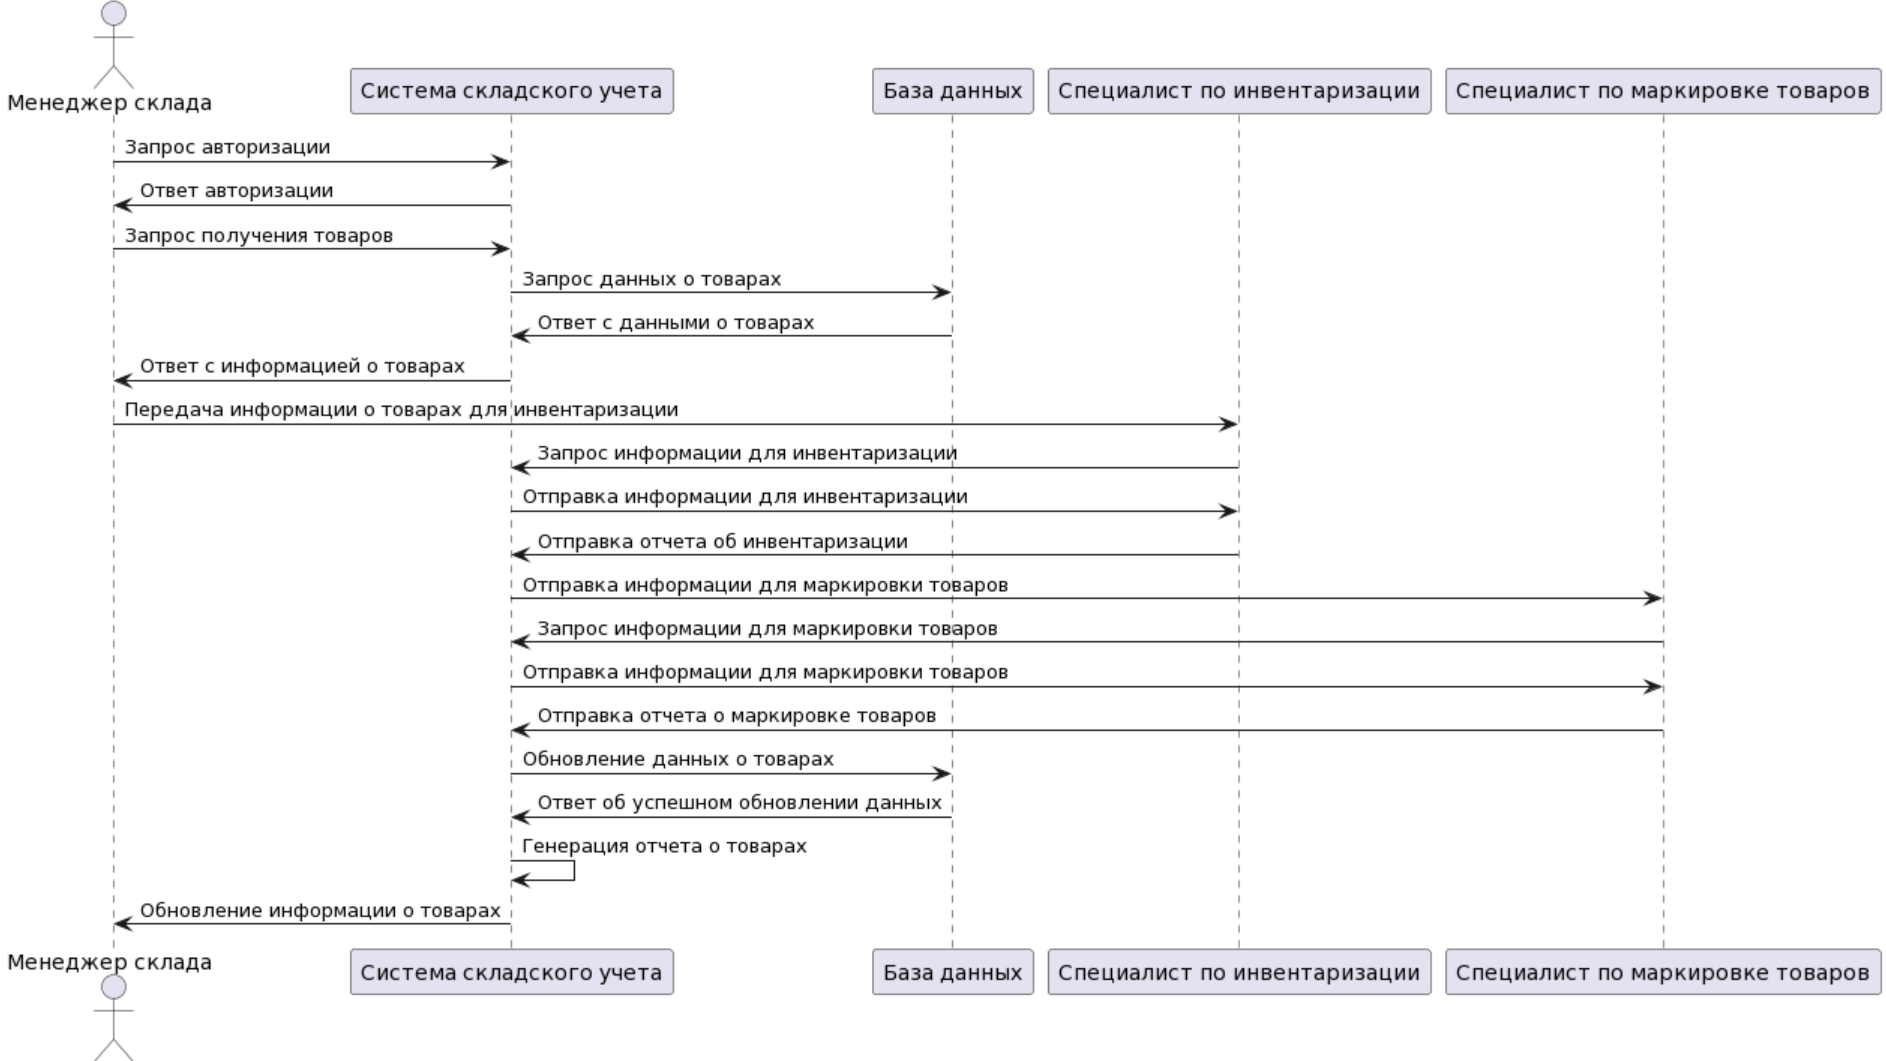 Менеджер склада
Система складского учета
База данных
Специалист по инвентаризации
Специалист по маркировке товаров
Запрос авторизации
Ответ авторизации
Запрос получения товаров
Запрос данных о товарах
Ответ с данными о товарах
Ответ с информацией о товарах
Передача информации о товарах для инвентаризации
Запрос информации для инвентаризации
Отправка информации для инвентаризации
Отправка отчета об инвентаризации
Отправка информации для маркировки товаров
Запрос информации для маркировки товаров
Отправка информации для маркировки товаров
Отправка отчета о маркировке товаров
Обновление данных о товарах
Ответ об успешном обновлении данных
Генерация отчета о товарах
Обновление информации о товарах
Менеджер склада
Система складского учета
База данных
Специалист по инвентаризации
Специалист по маркировке товаров